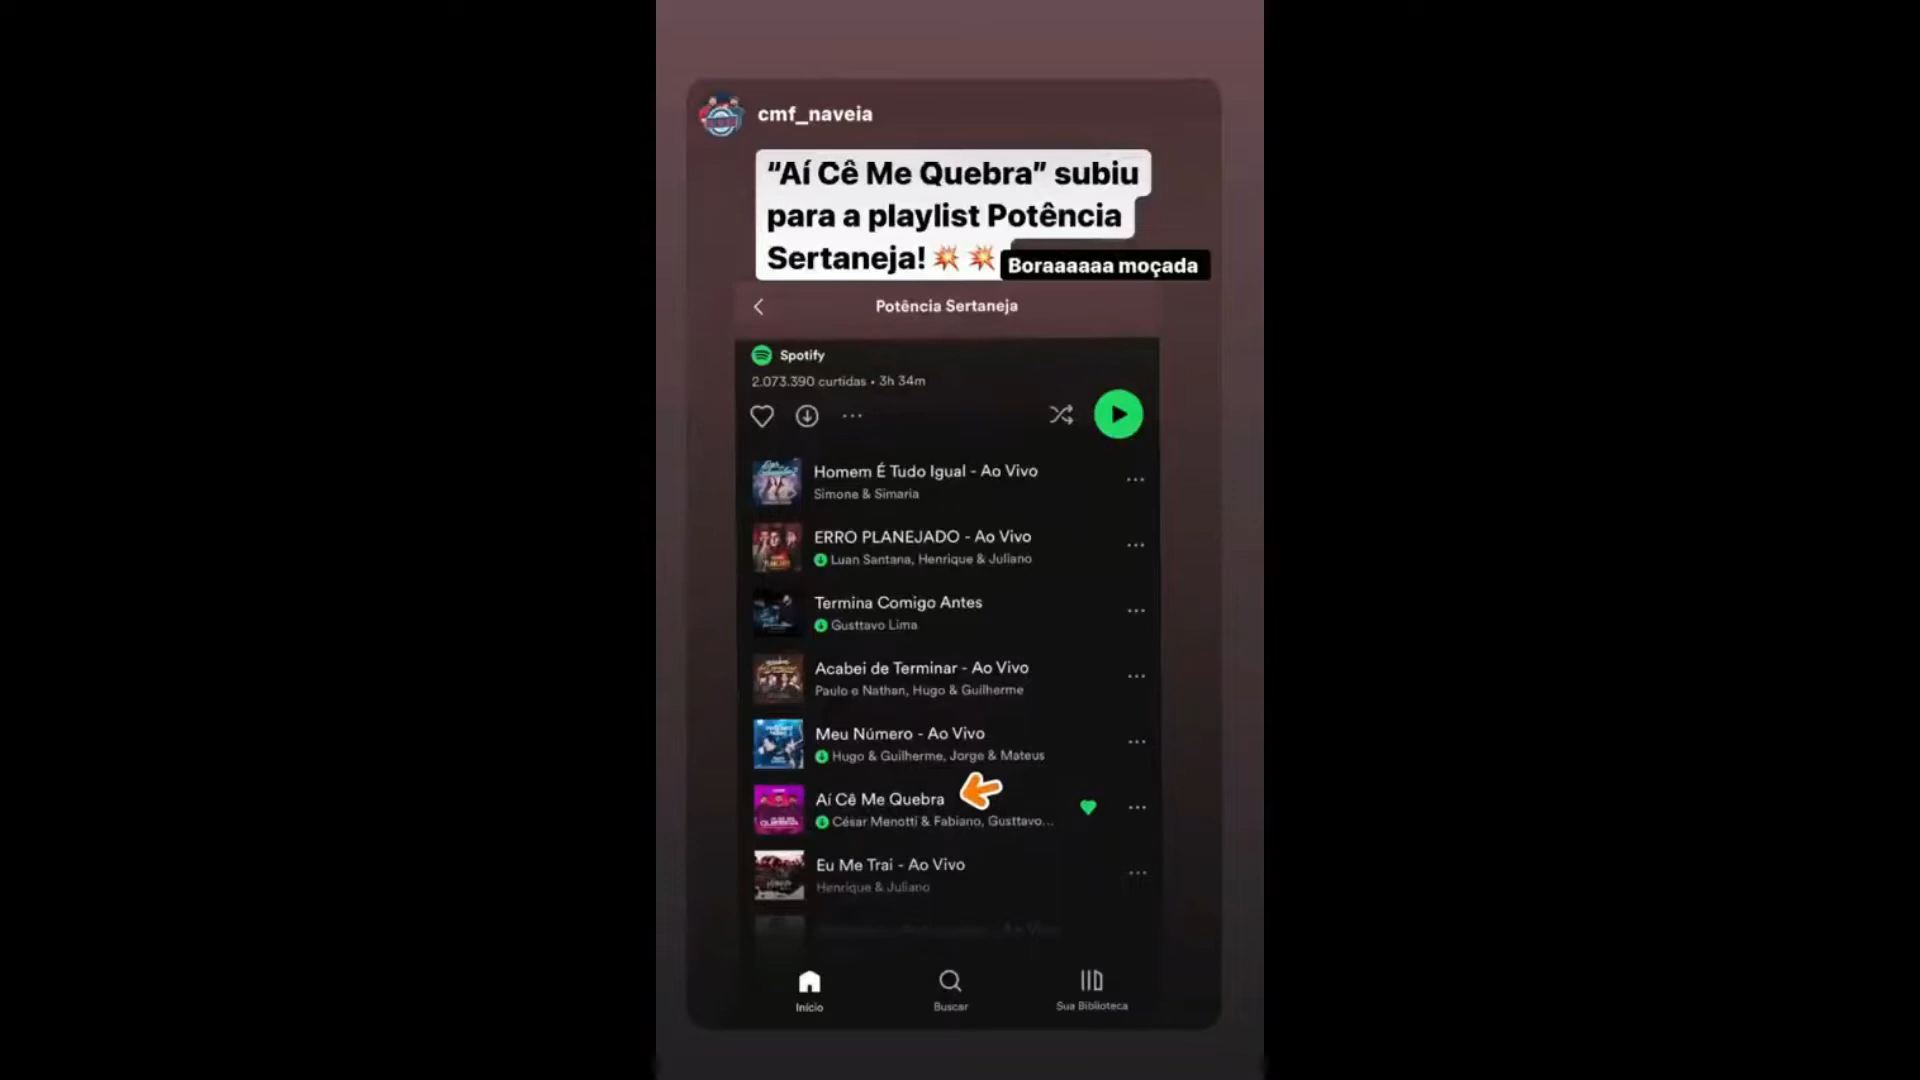 cmf_naveia
“Aí Cê Me Quebra” subiu
para a playlist Potência
Sertaneja!💥💥
Boraaaaaa moçada
Potência Sertaneja
Spotify
2.073.390 curtidas • 3h 34m
Homem É Tudo Igual - Ao Vivo
Simone & Simaria
ERRO PLANEJADO - Ao Vivo
Luan Santana, Henrique & Juliano
Termina Comigo Antes
Gusttavo Lima
Acabei de Terminar - Ao Vivo
Paulo e Nathan, Hugo & Guilherme
Meu Número - Ao Vivo
Hugo & Guilherme, Jorge & Mateus
Aí Cê Me Quebra
César Menotti & Fabiano, Gusttavo...
Eu Me Traí - Ao Vivo
Henrique & Juliano
- Ao Vivo
Início
Buscar
Sua Biblioteca